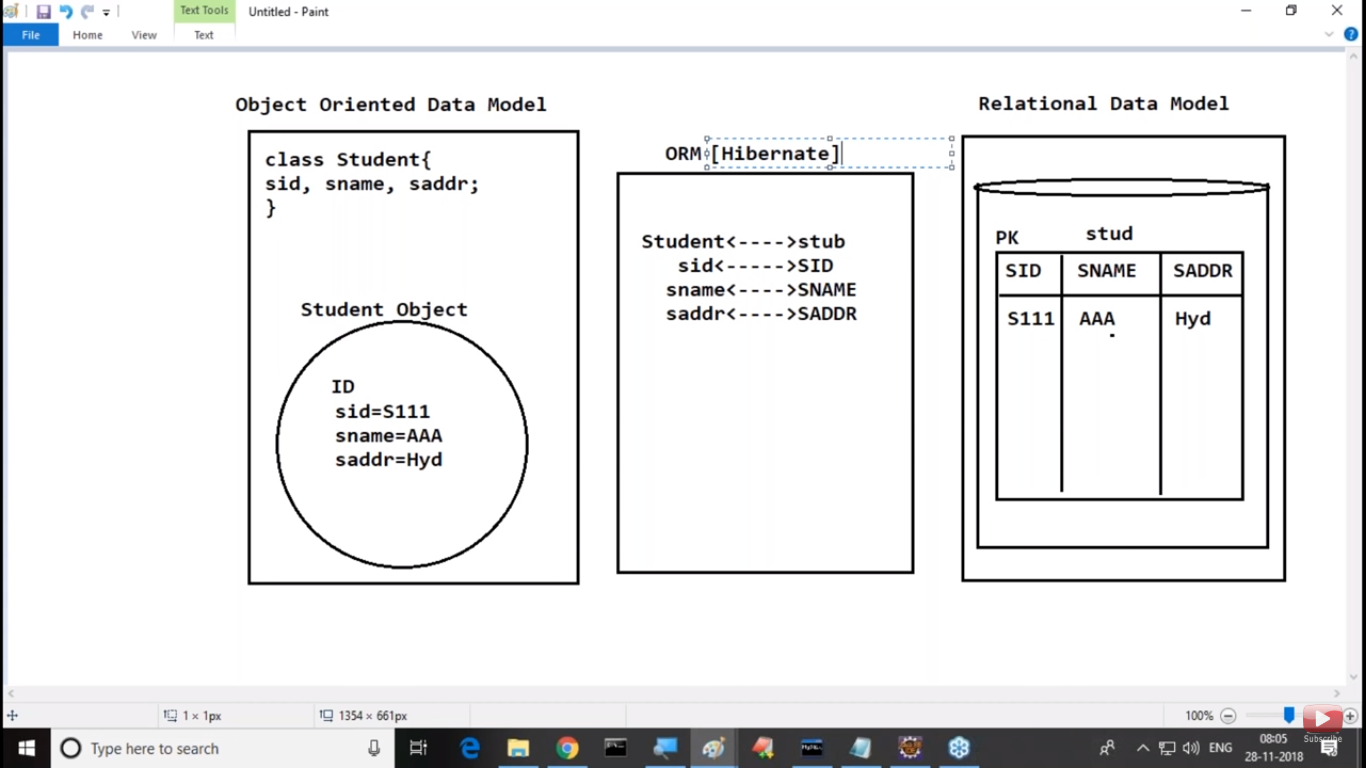 Text Tools
Untitled - Paint
File
Home
View
Text
Object Oriented Data Model
class Student{
sid, sname, saddr;
}
Student Object
ID
sid=S111
sname=AAA
saddr=Hyd
ORM [Hibernate]
Student<---->stub
sid<----->SID
sname<---->SNAME
saddr<---->SADDR
Relational Data Model
PK
stud
SID SNAME SADDR
S111 AAA Hyd
1 × 1px
1354 × 661px
100%
Subscribe
Type here to search
ENG
08:05
28-11-2018